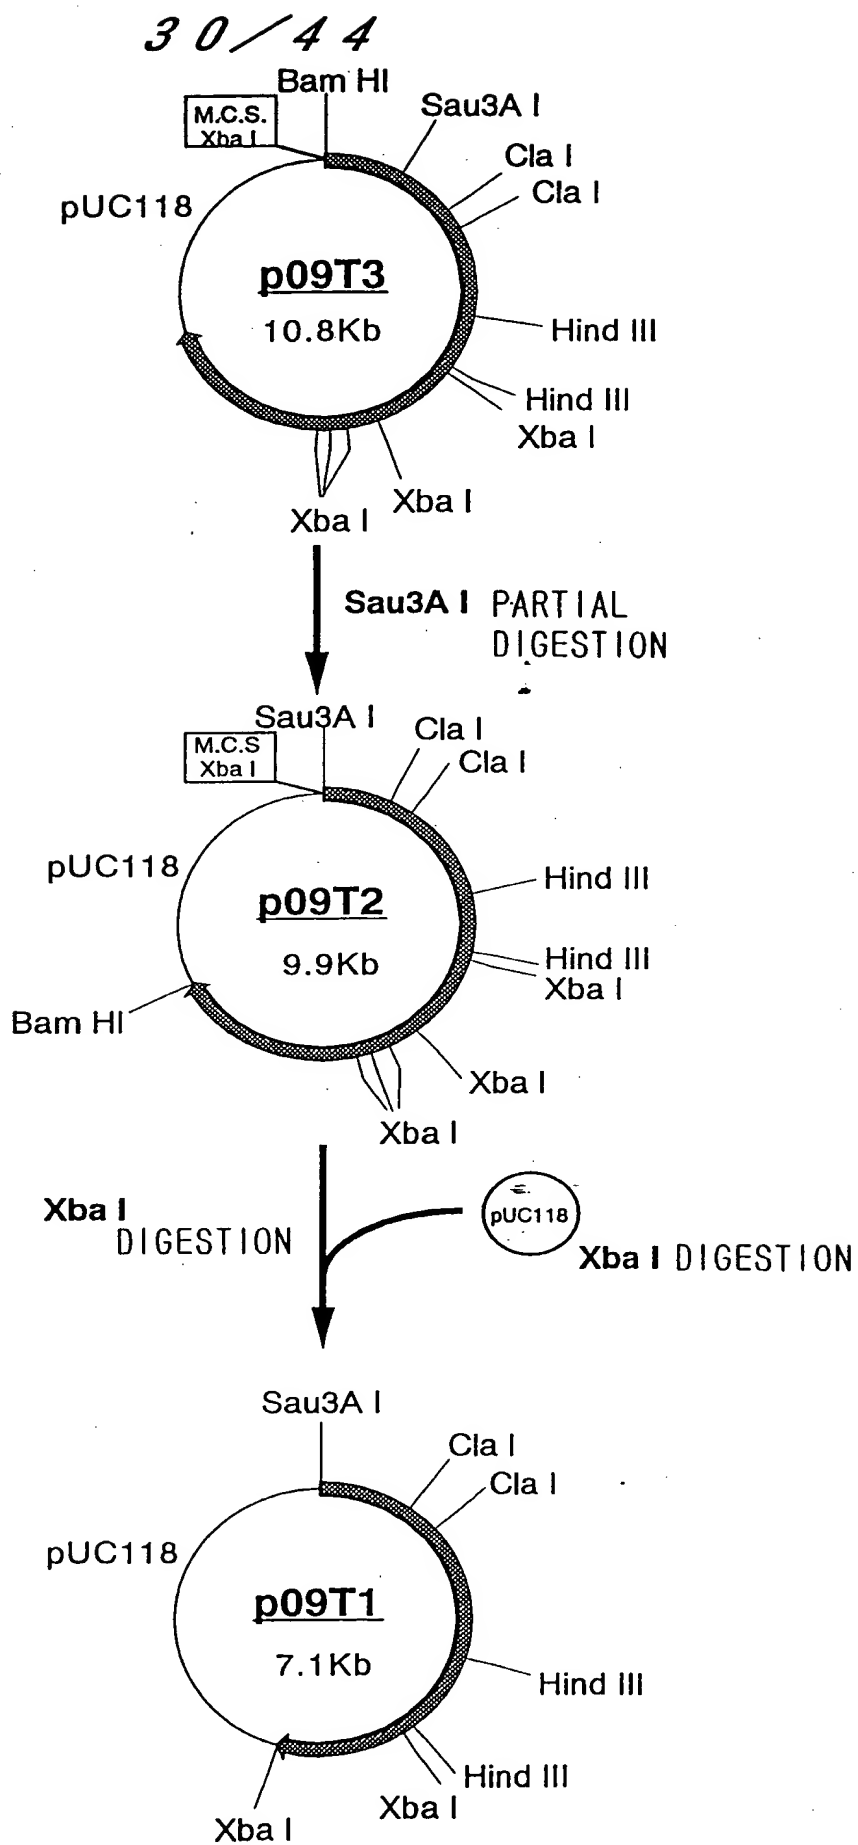 30/44
Bam HI
M.C.S.
Xba I
Sau3A I
Cla I
Cla I
pUC118
p09T3
10.8Kb
Hind III
Hind III
Xba I
Xba I
Xba I
Sau3A I PARTIAL
DIGESTION
Sau3A I
M.C.S
Xba I
Cla I
Cla I
pUC118
p09T2
9.9Kb
Hind III
Hind III
Xba I
Bam HI
Xba I
Xba I
Xba I
DIGESTION
pUC118
Xba I DIGESTION
Sau3A I
Cla I
Cla I
pUC118
p09T1
7.1Kb
Hind III
Hind III
Xba I
Xba I